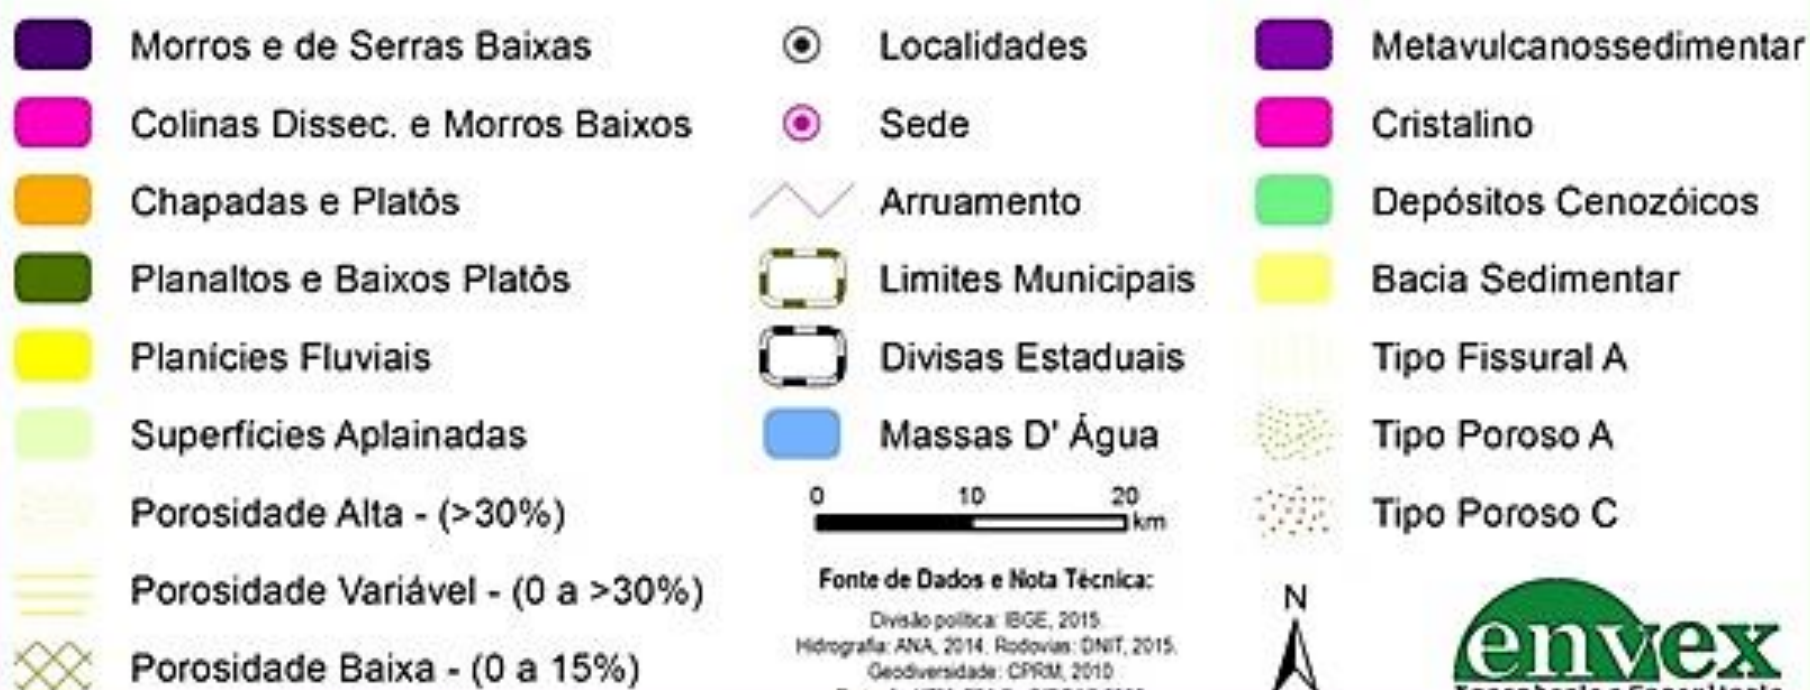 Morros e de Serras Baixas
Colinas Dissec. e Morros Baixos
Chapadas e Platôs
Planaltos e Baixos Platôs
Planícies Fluviais
Superfícies Aplainadas
Porosidade Alta - (>30%)
Porosidade Variável - (0 a >30%)
Porosidade Baixa - (0 a 15%)
Localidades
Sede
Arruamento
Limites Municipais
Divisas Estaduais
Massas D' Água
0 10 20
km
Fonte de Dados e Nota Técnica:
Divisão política: IBGE, 2015.
Hidrografia: ANA, 2014. Rodovias: DNIT, 2015.
Geodiversidade: CPRM, 2010
Metavulcanossedimentar
Cristalino
Depósitos Cenozóicos
Bacia Sedimentar
Tipo Fissural A
Tipo Poroso A
Tipo Poroso C
N
envex